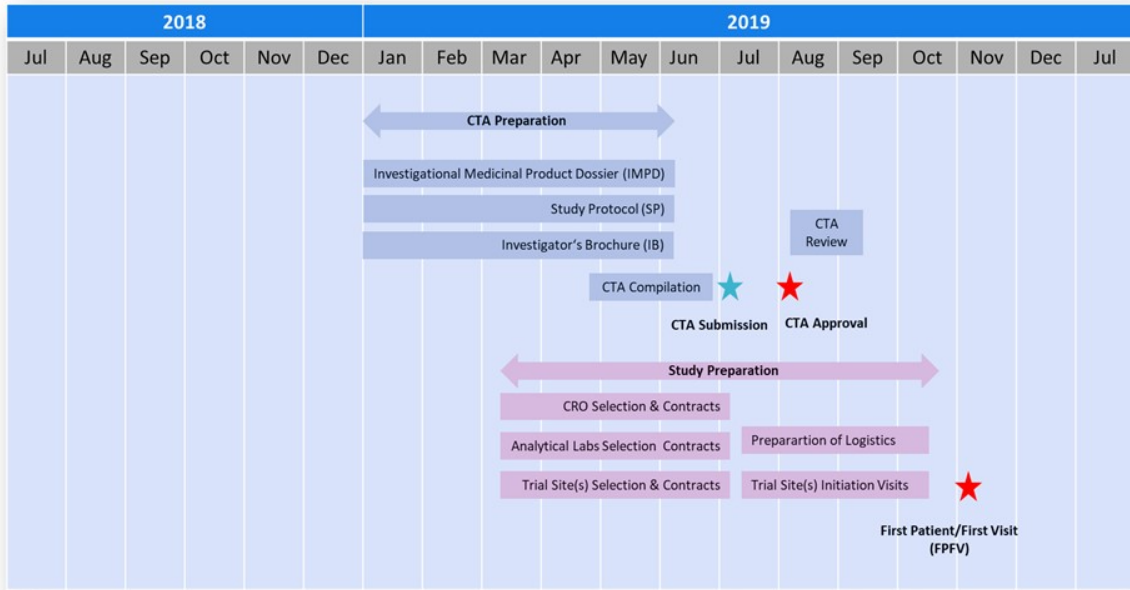 2018 2019
Jul Aug Sep Oct Nov Dec Jan Feb Mar Apr May Jun Jul Aug Sep Oct Nov Dec Jul
CTA Preparation
Investigational Medicinal Product Dossier (IMPD)
Study Protocol (SP)
CTA
Review
Investigator's Brochure (IB)
CTA Compilation
CTA Submission CTA Approval
Study Preparation
CRO Selection & Contracts
Analytical Labs Selection Contracts
Preparartion of Logistics
Trial Site(s) Selection & Contracts
Trial Site(s) Initiation Visits
First Patient/First Visit
(FPFV)